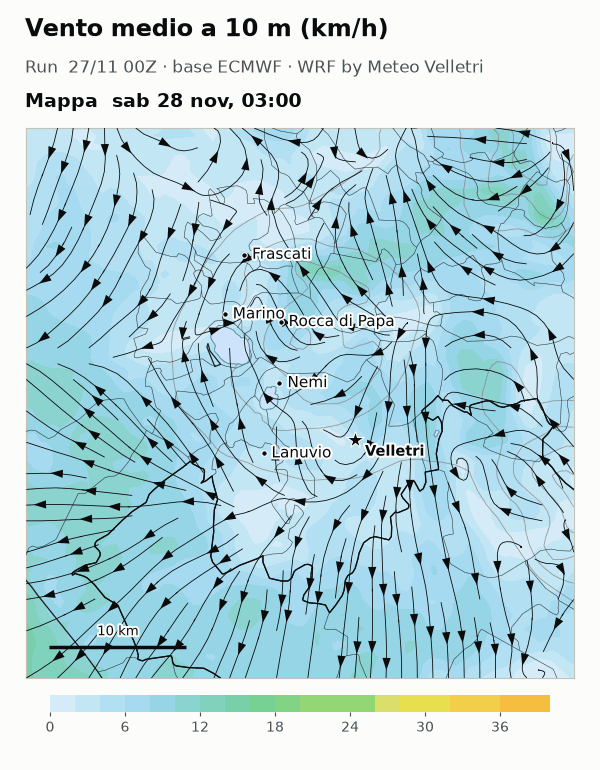 Vento medio a 10 m (km/h)
Run  27/11 00Z · base ECMWF · WRF by Meteo Velletri
Mappa  sab 28 nov, 03:00
Frascati
Marino
Rocca di Papa
Nemi
Velletri
Lanuvio
10 km
0 6 12 18 24 30 36